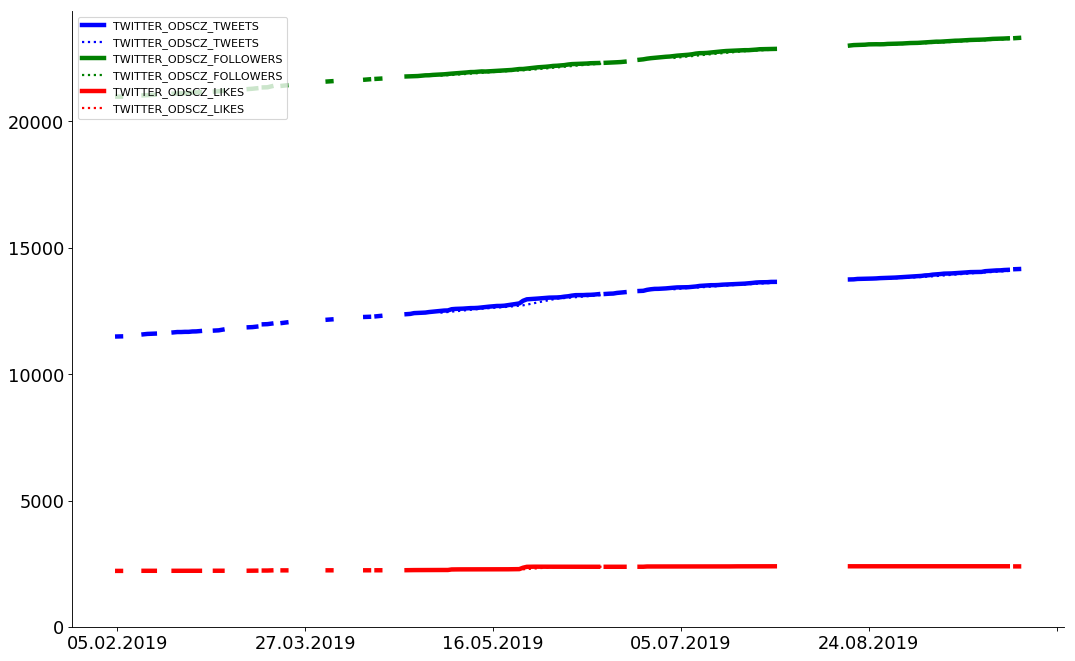 TWITTER_ODSCZ_TWEETS
TWITTER_ODSCZ_TWEETS
TWITTER_ODSCZ_FOLLOWERS
TWITTER_ODSCZ_FOLLOWERS
TWITTER_ODSCZ_LIKES
TWITTER_ODSCZ_LIKES
20000
15000
10000
5000
0
05.02.2019 27.03.2019 16.05.2019 05.07.2019 24.08.2019